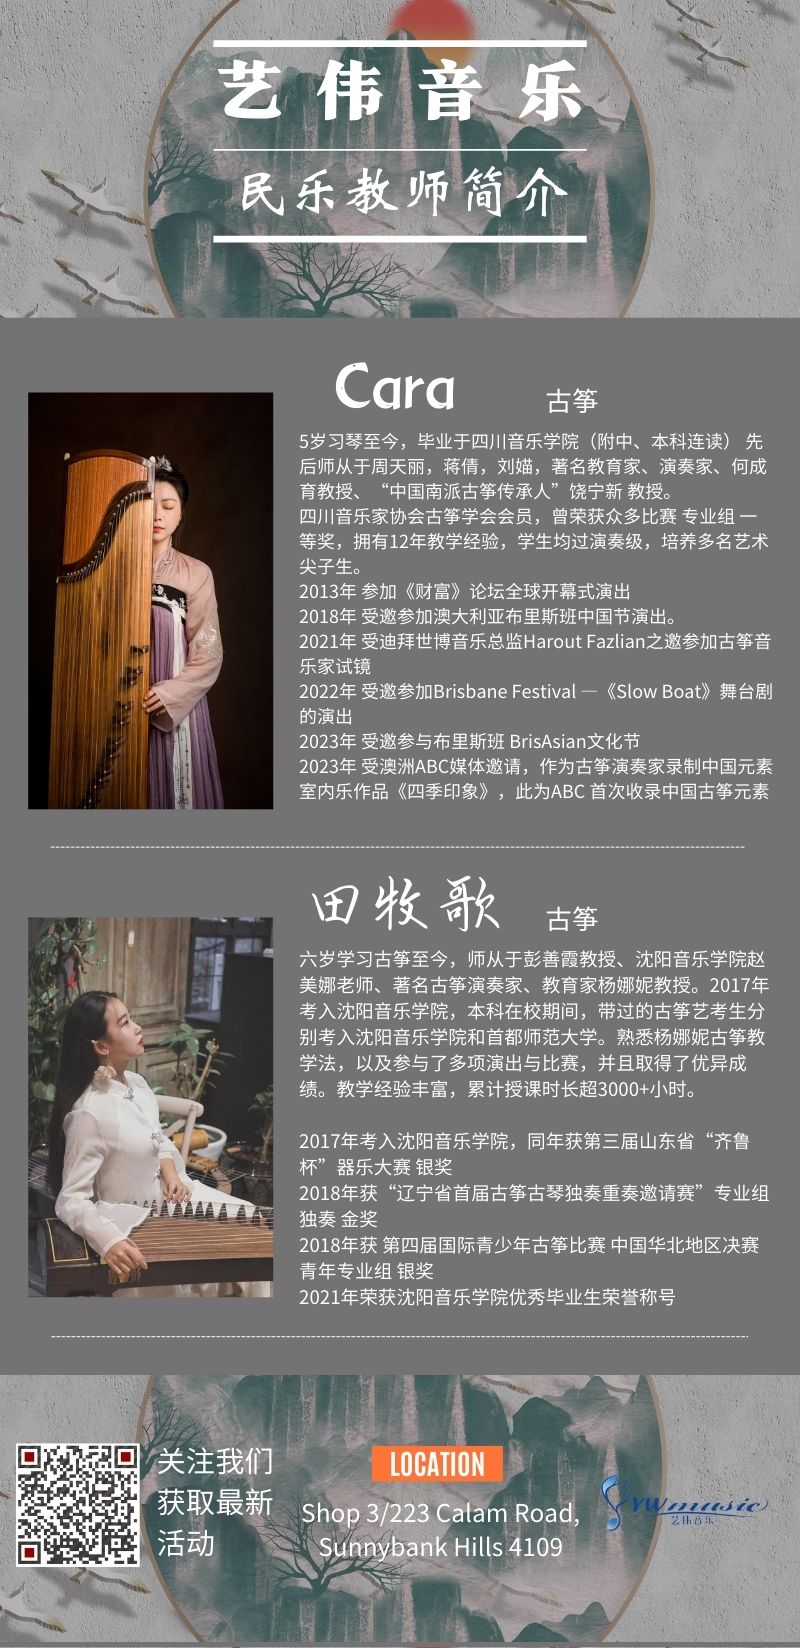 艺伟音乐
民乐教师简介
Cara
古筝
5岁习琴至今，毕业于四川音乐学院（附中、本科连读） 先
后师从于周天丽，蒋倩，刘媌，著名教育家、演奏家、何成
育教授、“中国南派古筝传承人”饶宁新 教授。
四川音乐家协会古筝学会会员，曾荣获众多比赛 专业组 一
等奖，拥有12年教学经验，学生均过演奏级，培养多名艺术
尖子生。
2013年 参加《财富》论坛全球开幕式演出
2018年 受邀参加澳大利亚布里斯班中国节演出。
2021年 受迪拜世博音乐总监Harout Fazlian之邀参加古筝音
乐家试镜
2022年 受邀参加Brisbane Festival —《Slow Boat》舞台剧
的演出
2023年 受邀参与布里斯班 BrisAsian文化节
2023年 受澳洲ABC媒体邀请，作为古筝演奏家录制中国元素
室内乐作品《四季印象》，此为ABC 首次收录中国古筝元素
田牧歌
古筝
六岁学习古筝至今，师从于彭善霞教授、沈阳音乐学院赵
美娜老师、著名古筝演奏家、教育家杨娜妮教授。2017年
考入沈阳音乐学院，本科在校期间，带过的古筝艺考生分
别考入沈阳音乐学院和首都师范大学。熟悉杨娜妮古筝教
学法，以及参与了多项演出与比赛，并且取得了优异成
绩。教学经验丰富，累计授课时长超3000+小时。
2017年考入沈阳音乐学院，同年获第三届山东省“齐鲁
杯”器乐大赛 银奖
2018年获“辽宁省首届古筝古琴独奏重奏邀请赛”专业组
独奏 金奖
2018年获 第四届国际青少年古筝比赛 中国华北地区决赛
青年专业组 银奖
2021年荣获沈阳音乐学院优秀毕业生荣誉称号
关注我们
获取最新
活动
LOCATION
Shop 3/223 Calam Road,
Sunnybank Hills 4109
YWmusic
艺伟音乐